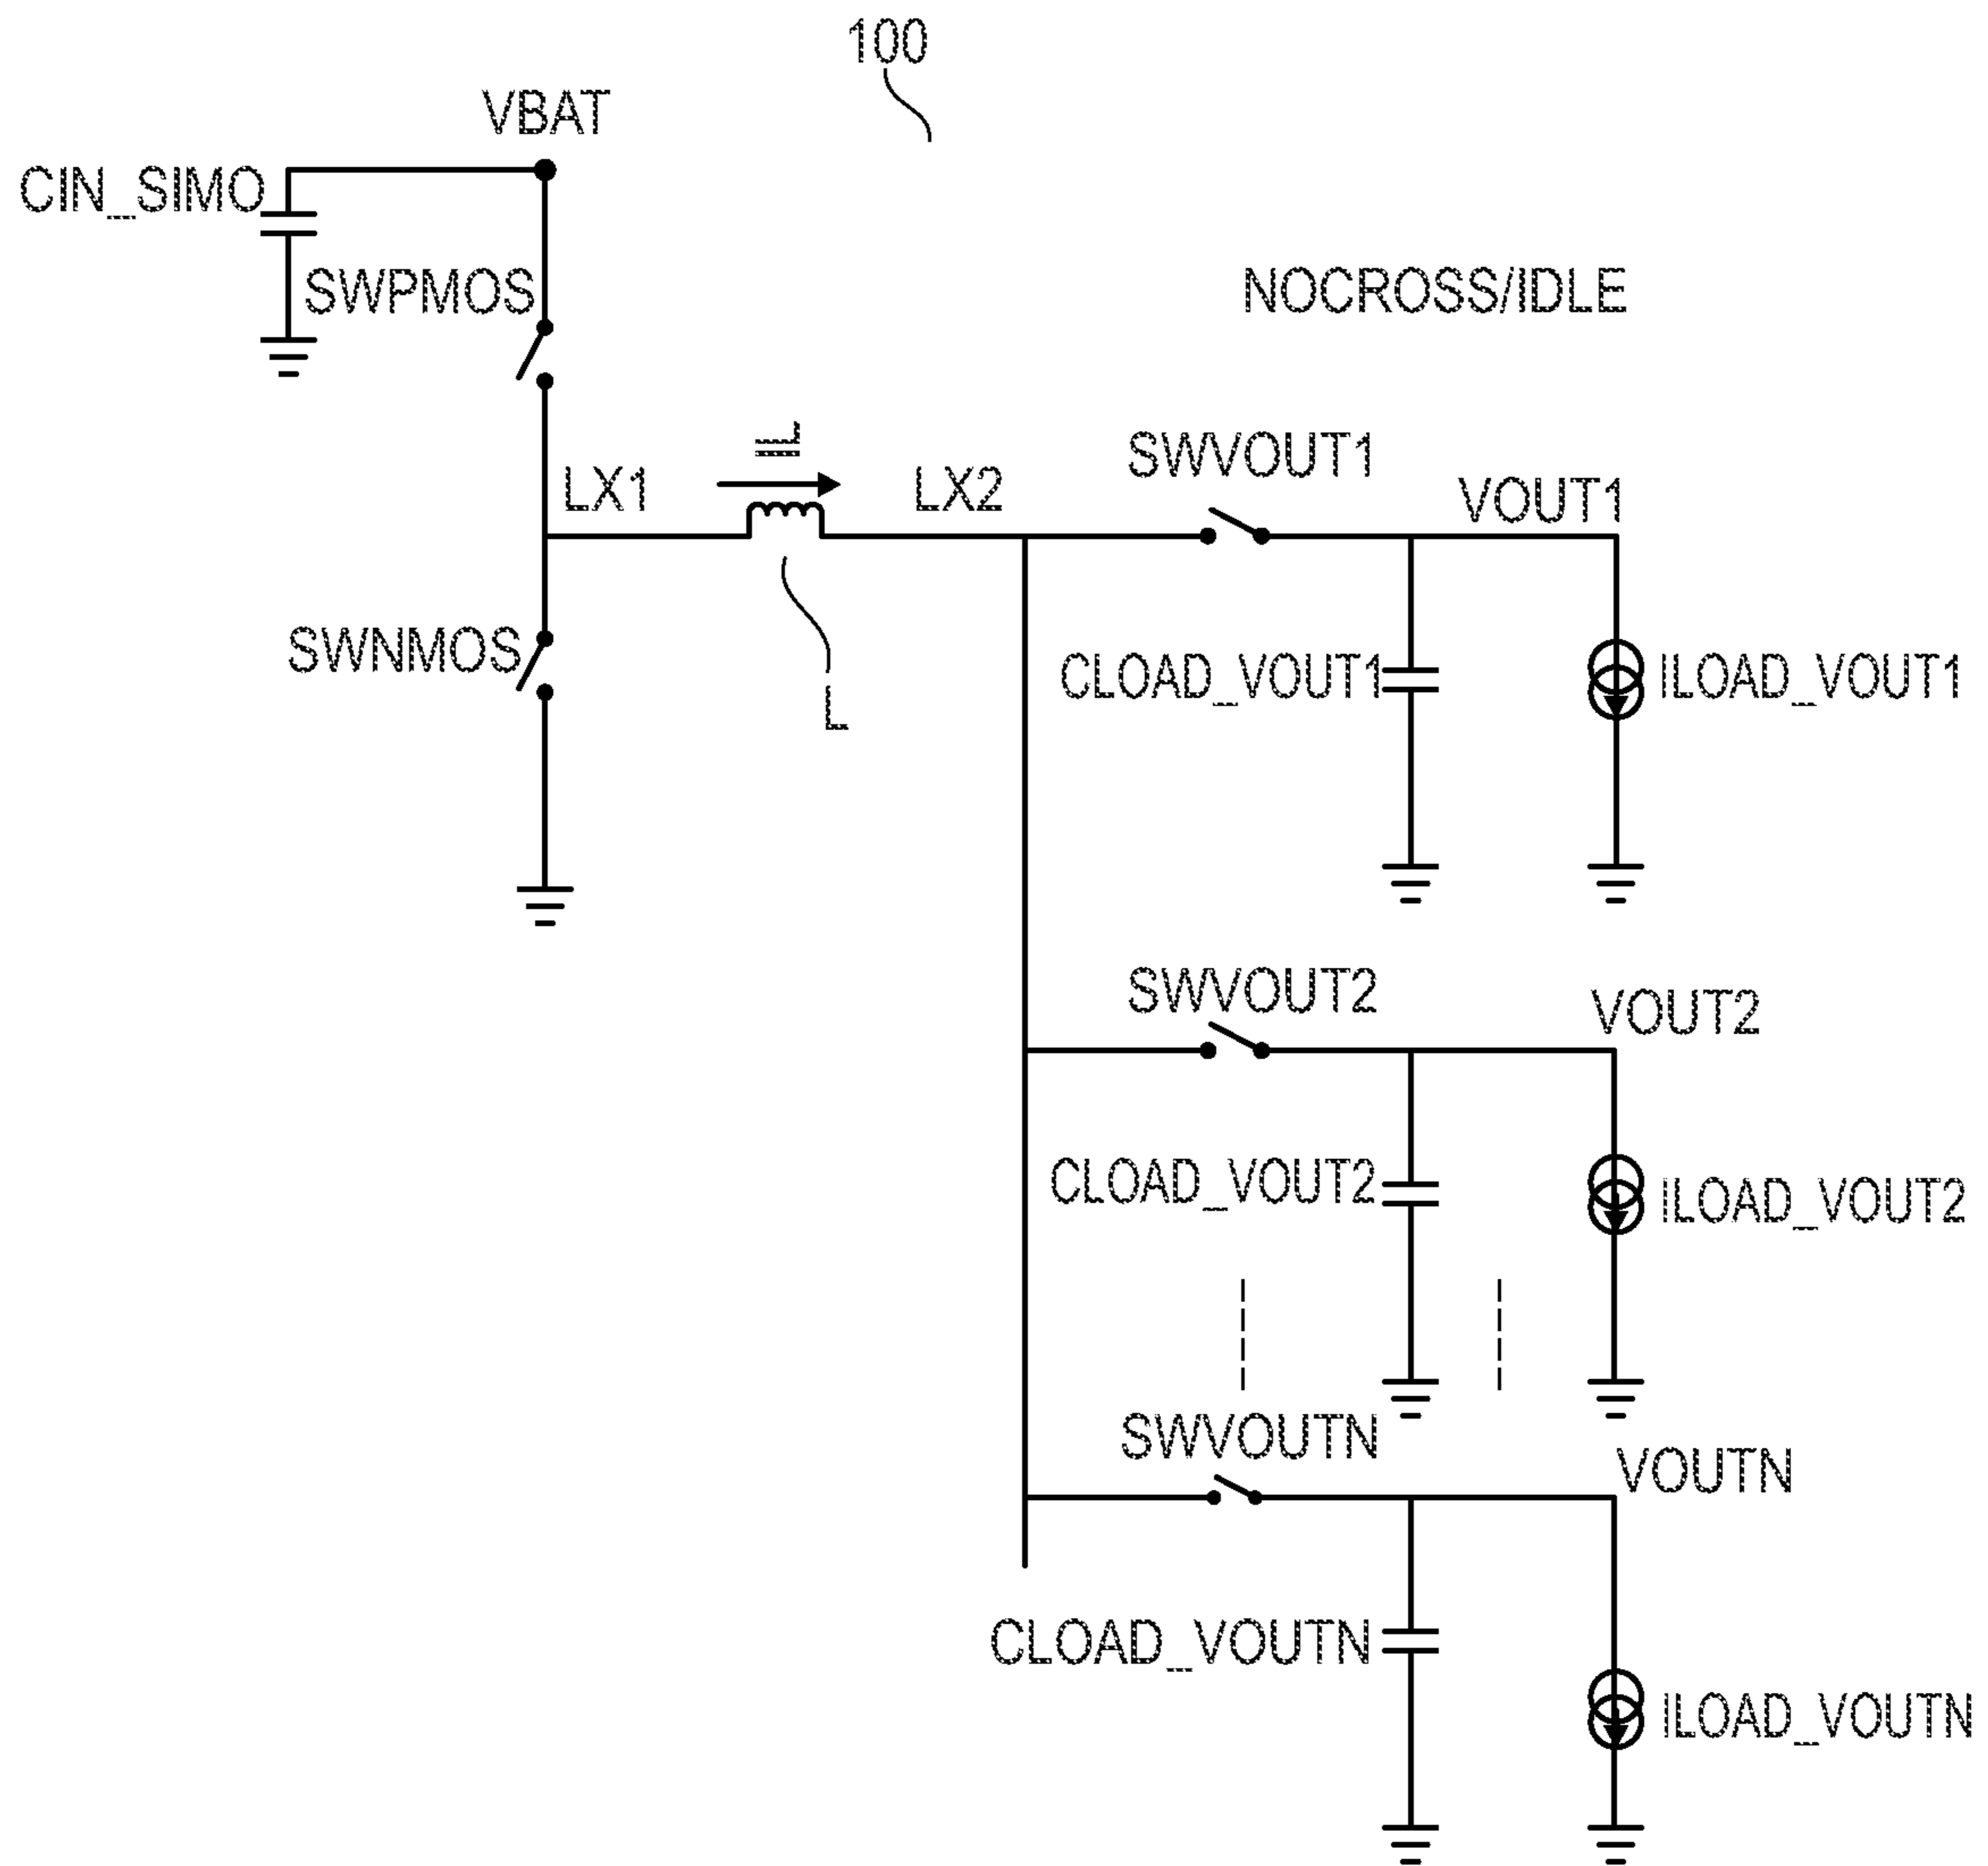 100
VBAT
CIN_SIMO
SWPMOS
NOCROSS/IDLE
IL
LX1
LX2
SWVOUT1
VOUT1
SWNMOS
L
CLOAD_VOUT1
ILOAD_VOUT1
SWVOUT2
VOUT2
CLOAD_VOUT2
ILOAD_VOUT2
SWVOUTN
VOUTN
CLOAD_VOUTN
ILOAD_VOUTN